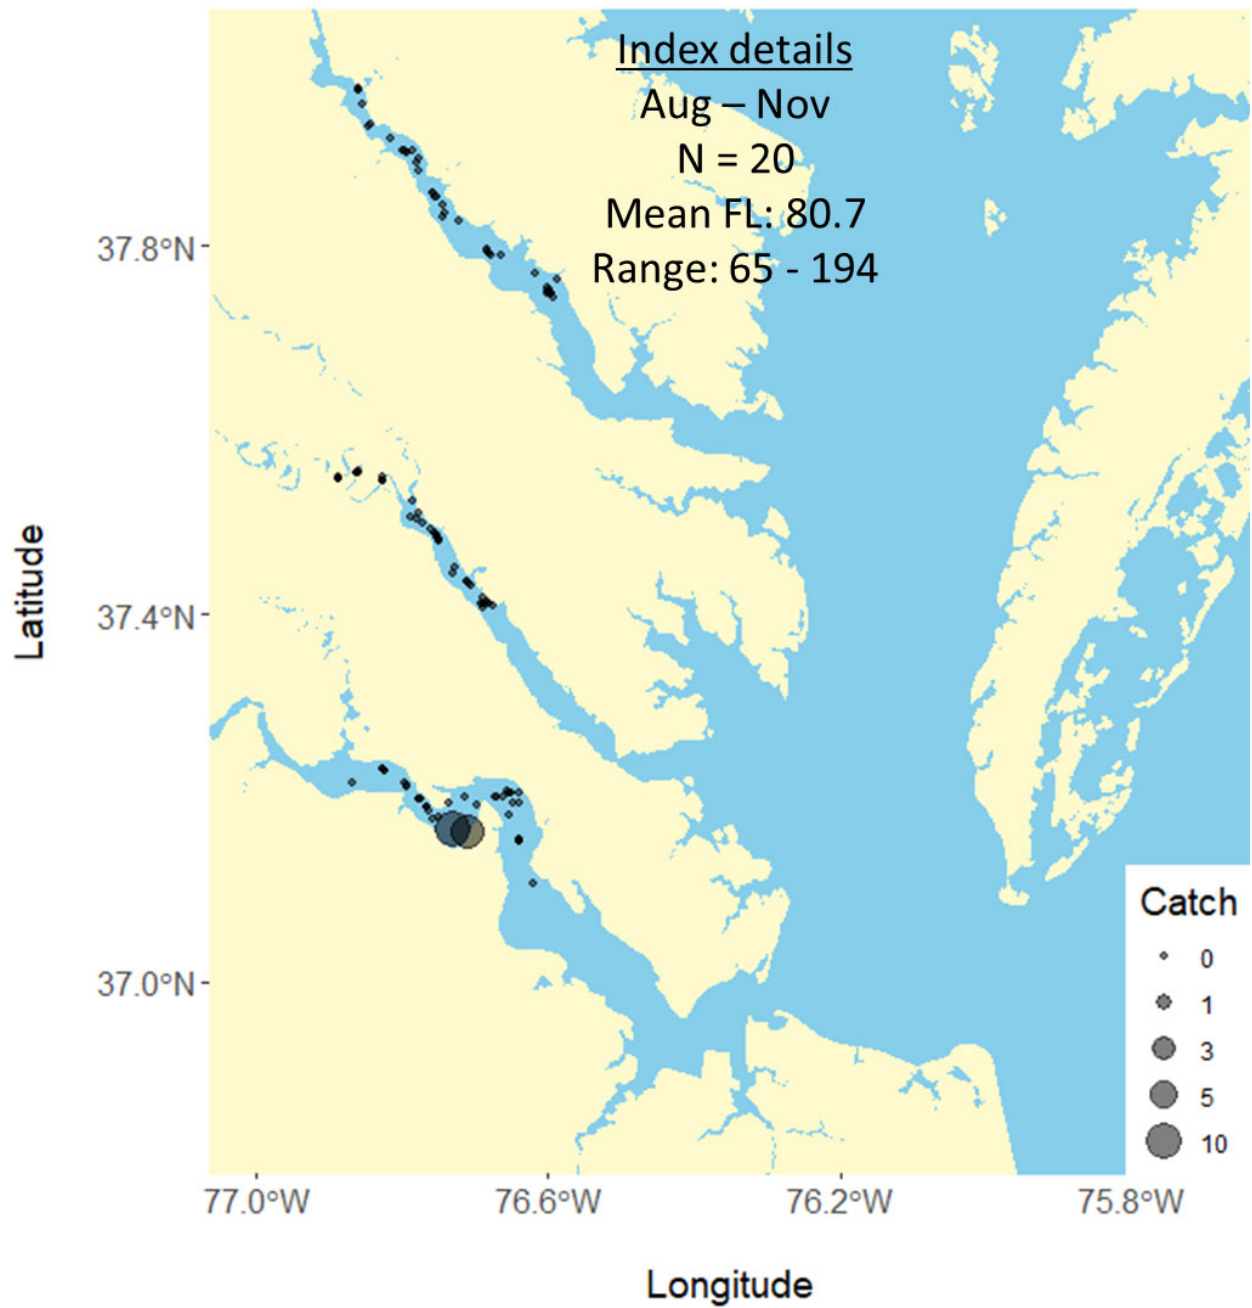 Index details
Aug – Nov
N = 20
Mean FL: 80.7
Range: 65 - 194
37.8°N
37.4°N
37.0°N
Latitude
Catch
0
1
3
5
10
77.0°W
76.6°W
76.2°W
75.8°W
Longitude